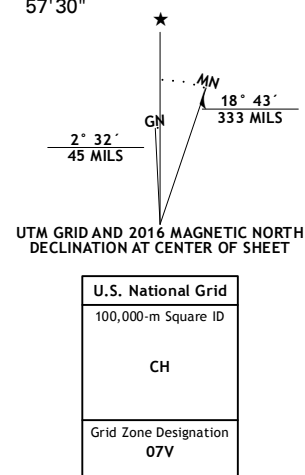 57'30"
★
MN
GN
18° 43´
333 MILS
2° 32´
45 MILS
UTM GRID AND 2016 MAGNETIC NORTH
DECLINATION AT CENTER OF SHEET
U.S. National Grid
100,000-m Square ID
CH
Grid Zone Designation
07V